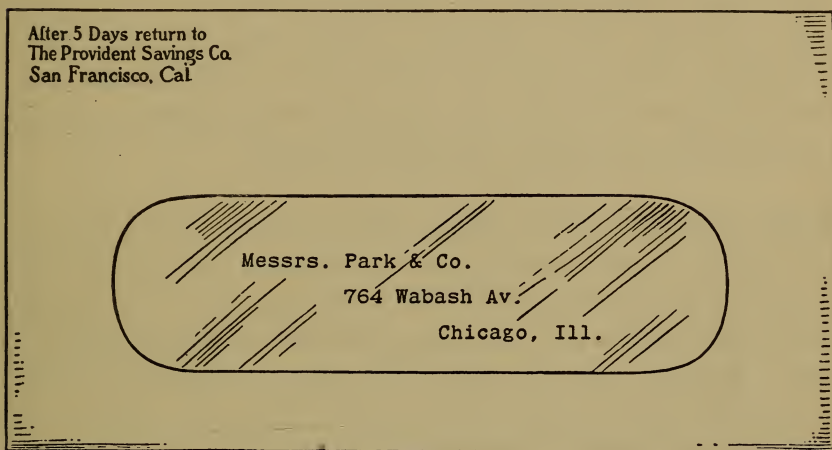 After 5 Days return to
The Provident Savings Co.
San Francisco, Cal.
Messrs. Park & Co.
764 Wabash Av.
Chicago, Ill.